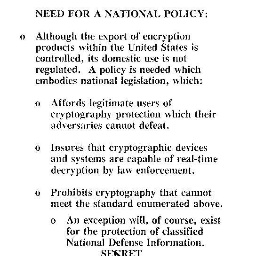 NEED FOR A NATIONAL POLICY:
o Although the export of encryption
products within the United States is
controlled, its domestic use is not
regulated. A policy is needed which
embodies national legislation, which:
o Affords legitimate users of
cryptography protection which their
adversaries cannot defeat.
o Insures that cryptographic devices
and systems are capable of real-time
decryption by law enforcement.
o Prohibits cryptography that cannot
meet the standard enumerated above.
o An exception will, of course, exist
for the protection of classified
National Defense Information.